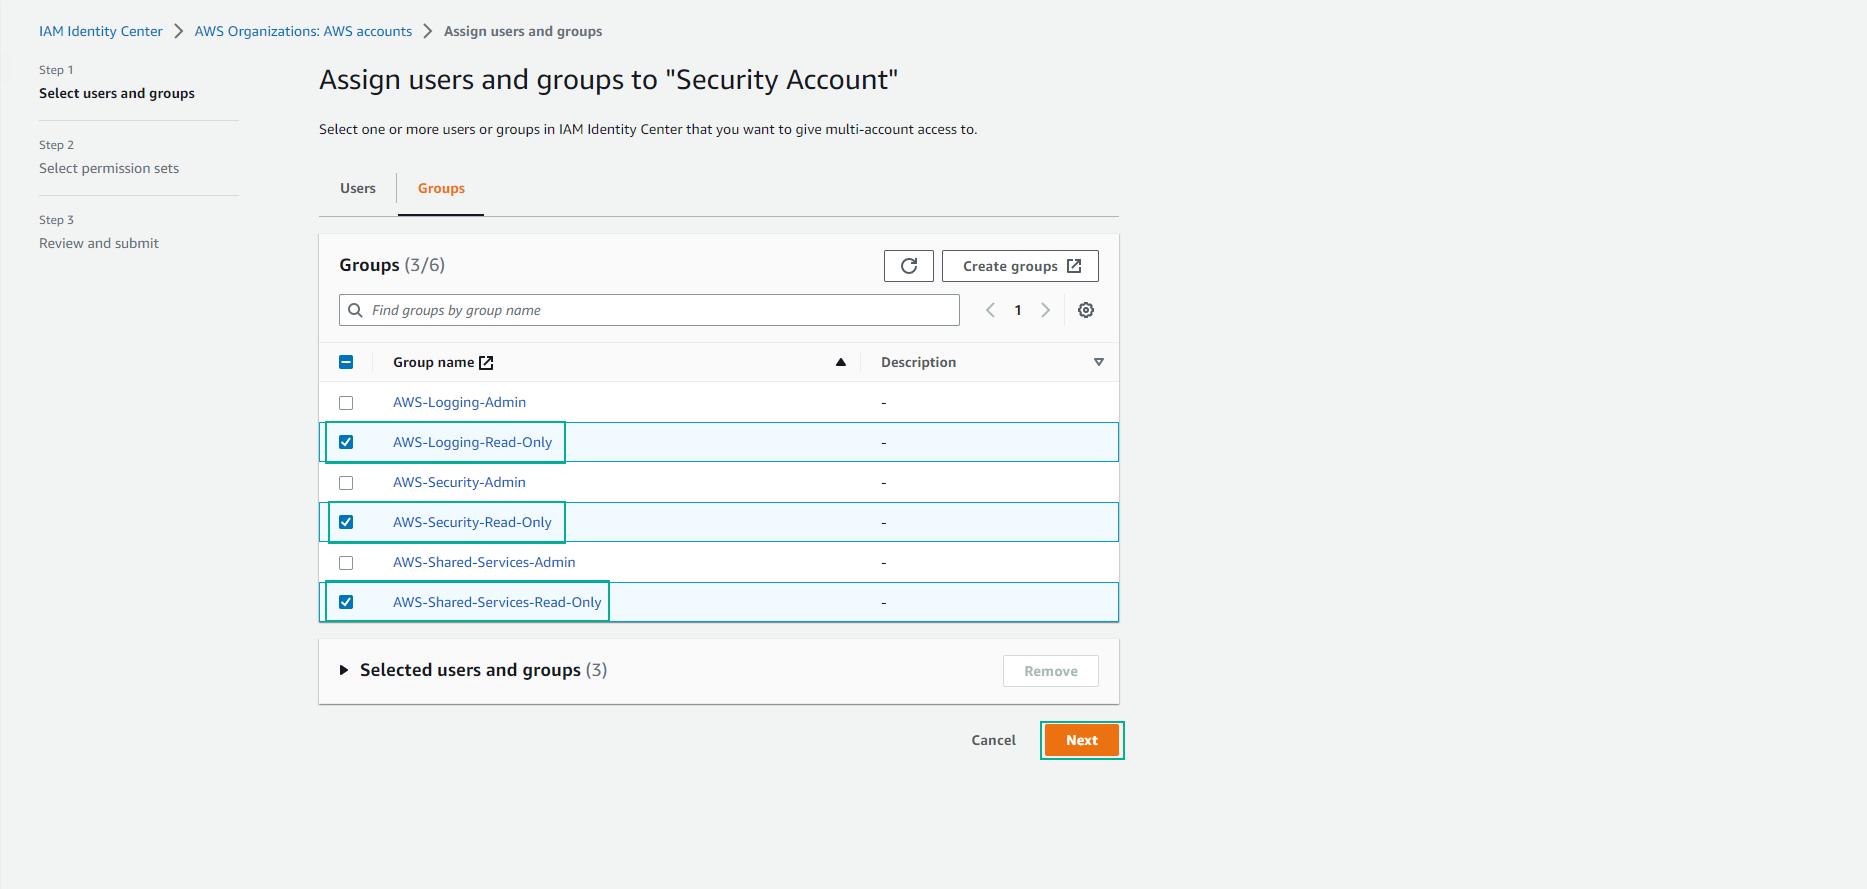 IAM Identity Center > AWS Organizations: AWS accounts > Assign users and groups
Step 1
Select users and groups
Step 2
Select permission sets
Step 3
Review and submit
Assign users and groups to "Security Account"
Select one or more users or groups in IAM Identity Center that you want to give multi-account access to.
Users Groups
Groups (3/6)
Create groups
Find groups by group name
1
Group name Description
AWS-Logging-Admin -
AWS-Logging-Read-Only -
AWS-Security-Admin -
AWS-Security-Read-Only -
AWS-Shared-Services-Admin -
AWS-Shared-Services-Read-Only -
Selected users and groups (3)
Remove
Cancel Next